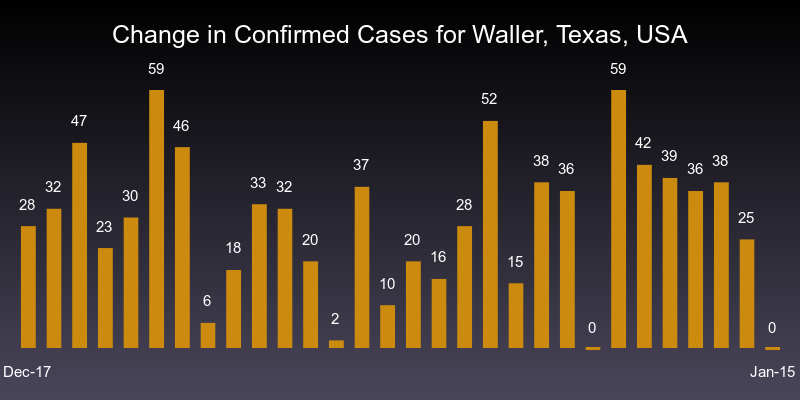 Change in Confirmed Cases for Waller, Texas, USA
28 32 47 23 30 59 46 6 18 33 32 20 2 37 10 20 16 28 52 15 38 36 0 59 42 39 36 38 25 0
Dec-17 Jan-15